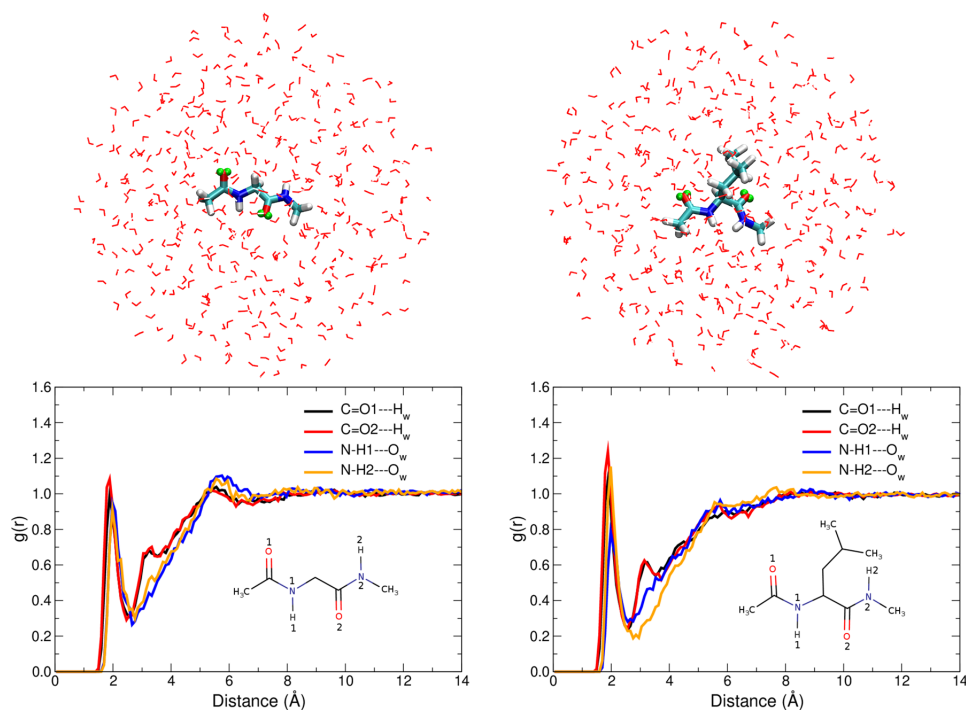 1.6
1.4
1.2
1.0
0.8
0.6
0.4
0.2
0.0
g(r)
C=O1---Hw
C=O2---Hw
N-H1---Ow
N-H2---Ow
1
O
H3C
N
1
H
1
2
H
N
2
CH3
O
2
0 2 4 6 8 10 12 14
Distance (Å)
1.6
1.4
1.2
1.0
0.8
0.6
0.4
0.2
0.0
g(r)
C=O1---Hw
C=O2---Hw
N-H1---Ow
N-H2---Ow
H3C
CH3
1
O
H3C
N
1
H
1
H2
N
2
CH3
O
2
0 2 4 6 8 10 12 14
Distance (Å)